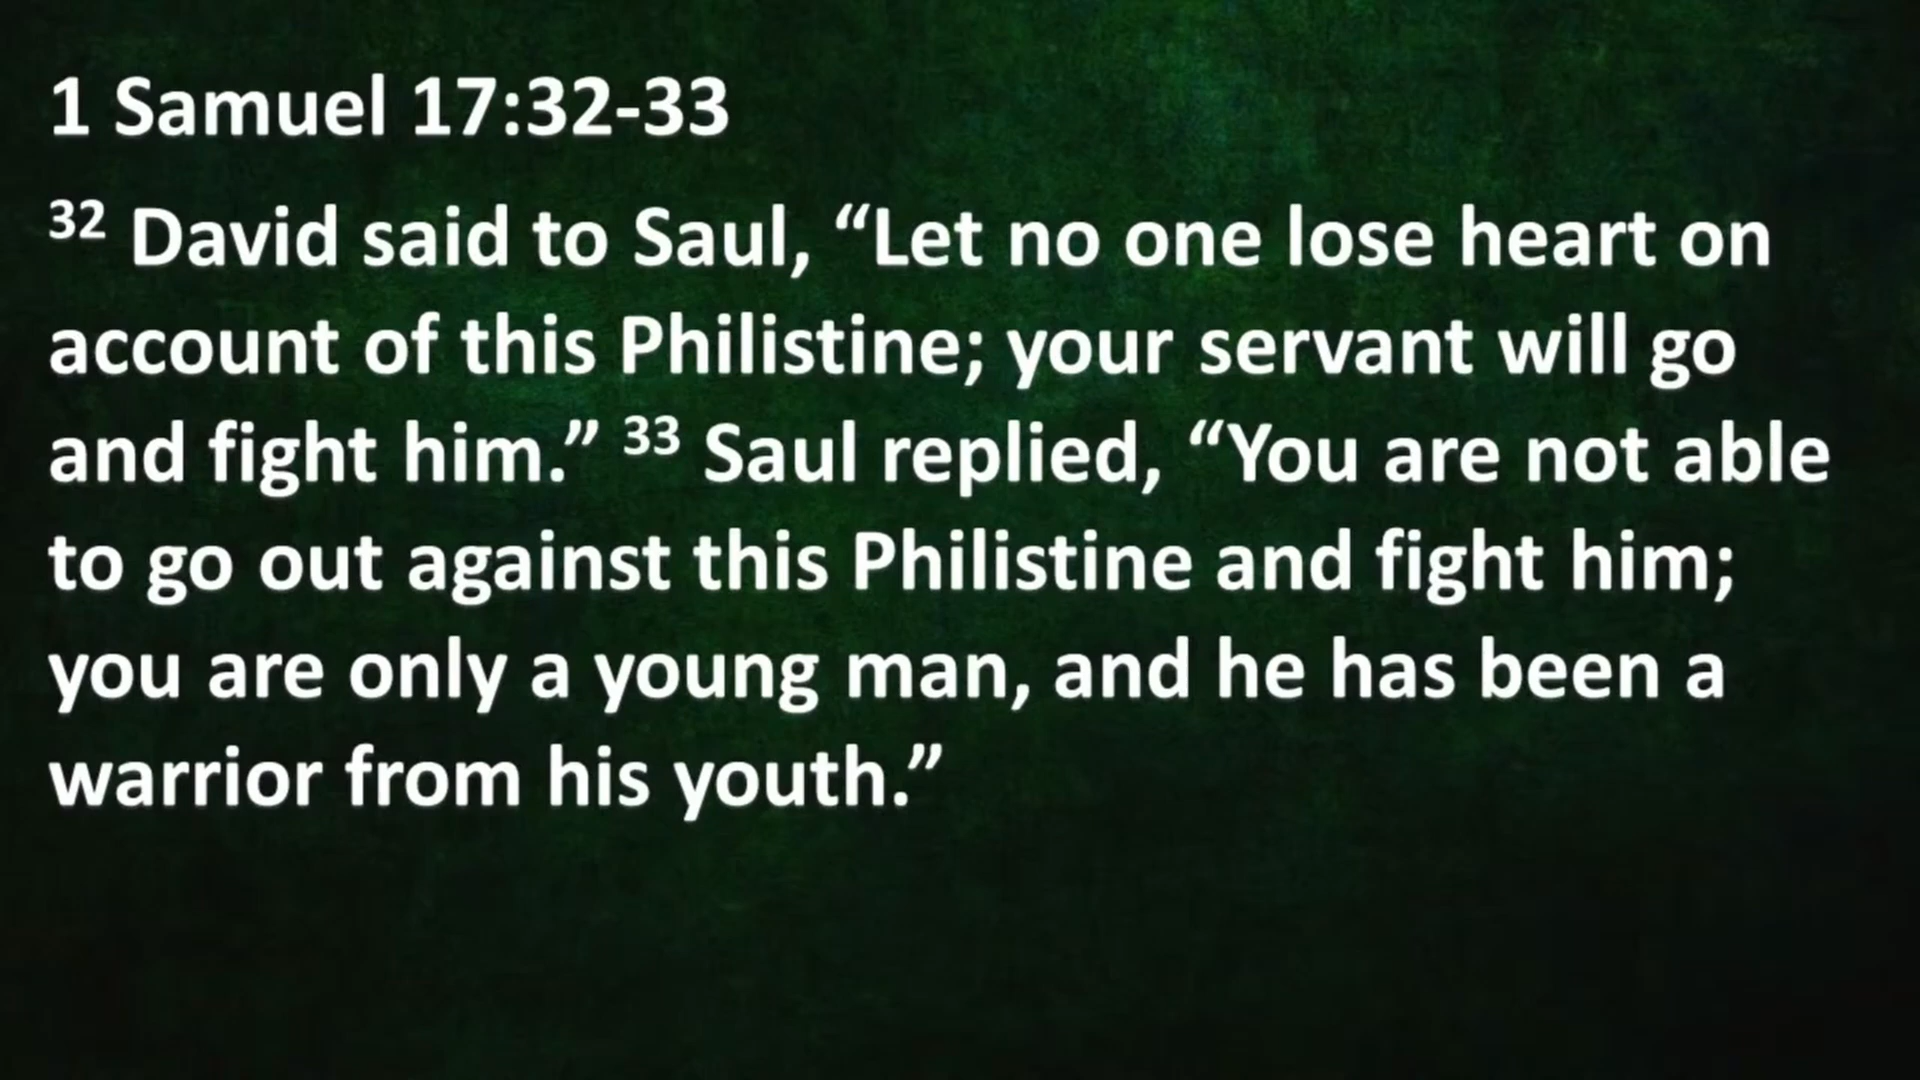 1 Samuel 17:32-33
32 David said to Saul, “Let no one lose heart on
account of this Philistine; your servant will go
and fight him.” 33 Saul replied, “You are not able
to go out against this Philistine and fight him;
you are only a young man, and he has been a
warrior from his youth.”